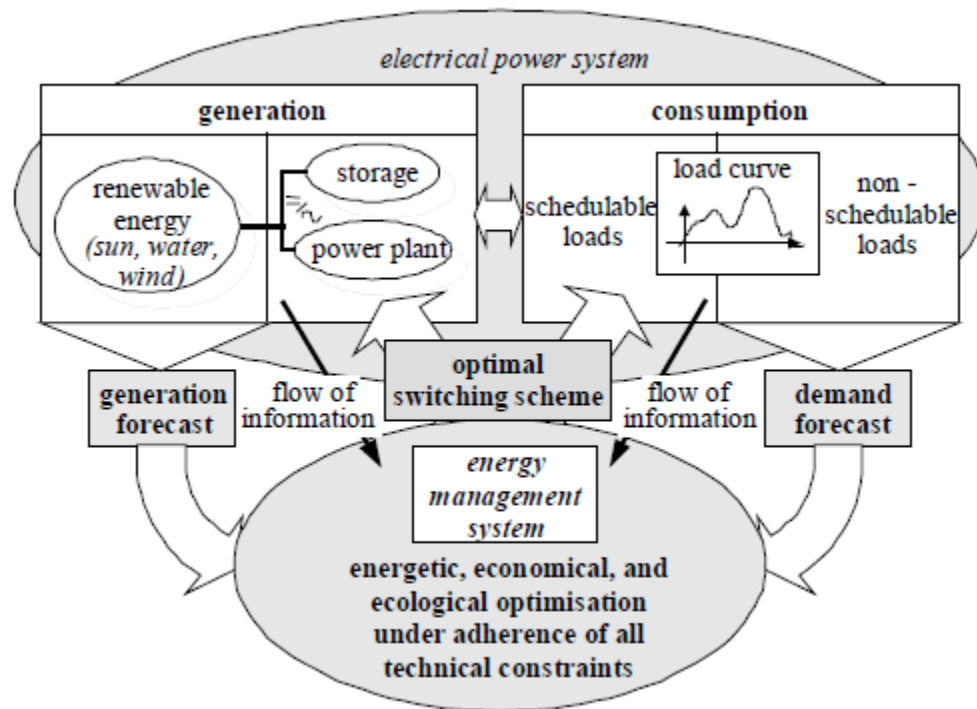 electrical power system
generation
consumption
renewable
energy
(sun, water,
wind)
storage
power plant
schedulable
loads
load curve
non -
schedulable
loads
optimal
switching scheme
generation
forecast
flow of
information
flow of
information
demand
forecast
energy
management
system
energetic, economical, and
ecological optimisation
under adherence of all
technical constraints